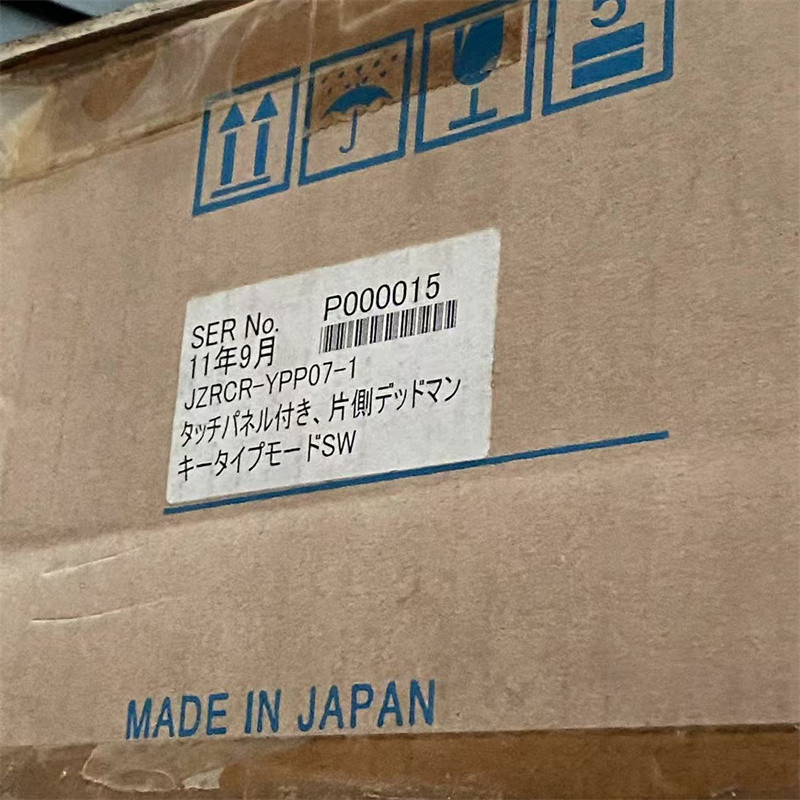 5
SER No. P000015
11年9月
JZRCR-YPP07-1
タッチパネル付き、片側デッドマン
キータイプモードSW
MADE IN JAPAN